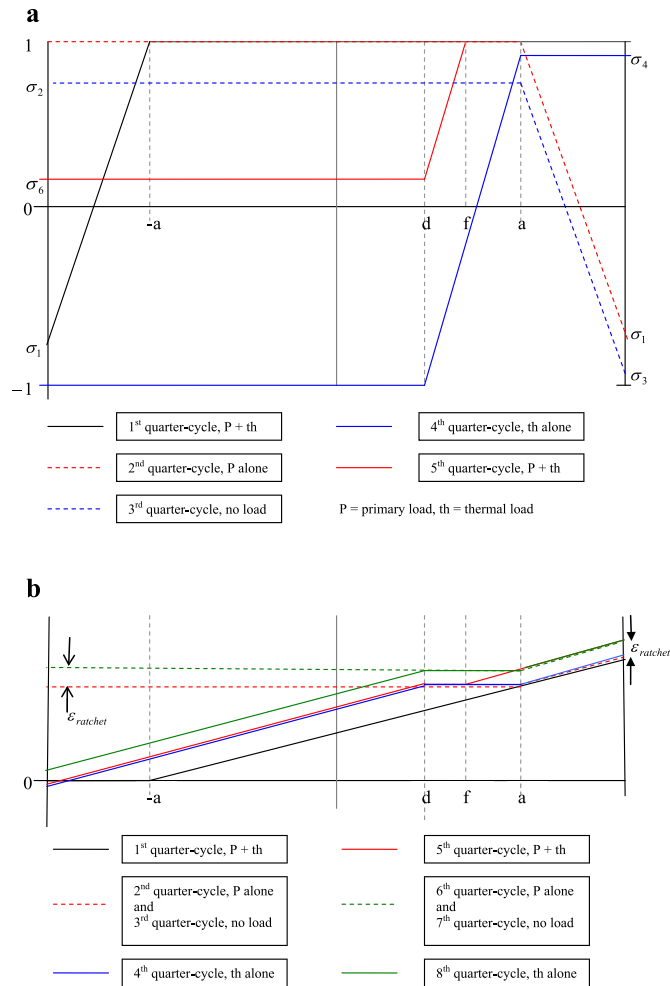 a
1
σ4
σ2
σ6
0
-a
d
f
a
σ1
σ1
σ3
−1
1st quarter-cycle, P + th
4th quarter-cycle, th alone
2nd quarter-cycle, P alone
5th quarter-cycle, P + th
3rd quarter-cycle, no load
P = primary load, th = thermal load
b
εratchet
εratchet
0
-a
d
f
a
1st quarter-cycle, P + th
5th quarter-cycle, P + th
2nd quarter-cycle, P alone
and
3rd quarter-cycle, no load
6th quarter-cycle, P alone
and
7th quarter-cycle, no load
4th quarter-cycle, th alone
8th quarter-cycle, th alone